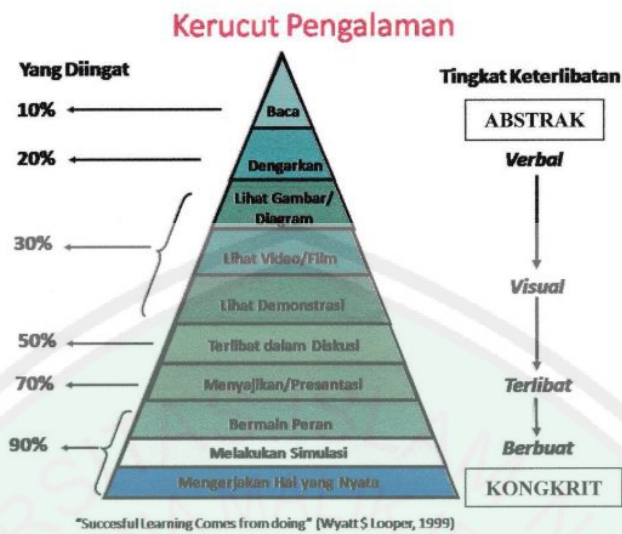 Kerucut Pengalaman
Yang Diingat
Tingkat Keterlibatan
10%
Baca
ABSTRAK
20%
Dengarkan
Verbal
Lihat Gambar/
Diagram
30%
Lihat Video/Film
Visual
Lihat Demonstrasi
50%
Terlibat dalam Diskusi
70%
Menyajikan/Presentasi
Terlibat
Bermain Peran
90%
Melakukan Simulasi
Berbuat
Mengerjakan Hal yang Nyata
KONGKRIT
"Succesful Learning Comes from doing" (Wyatt $ Looper, 1999)